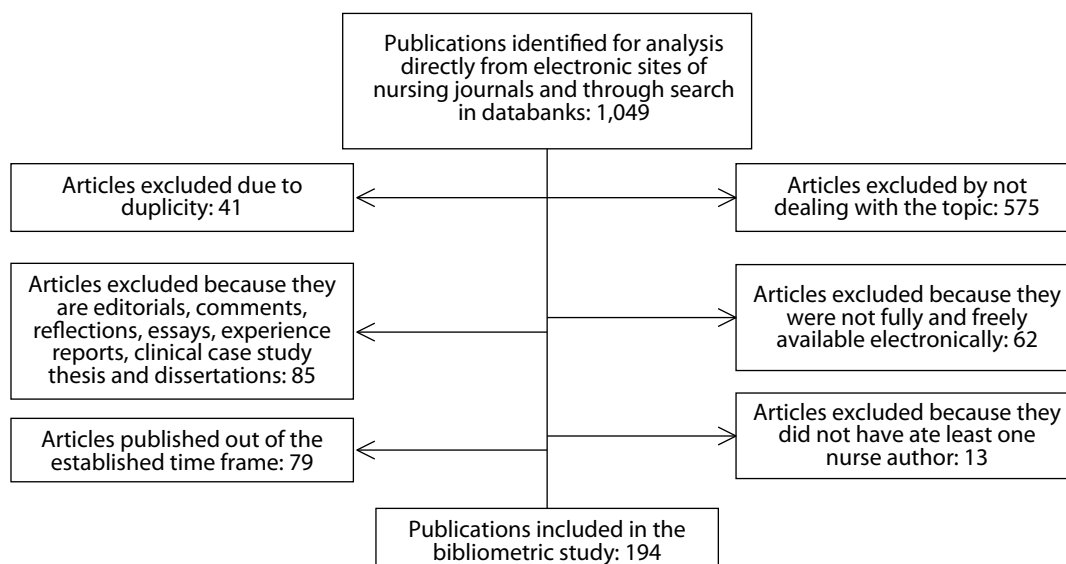 Publications identified for analysis
directly from electronic sites of
nursing journals and through search
in databanks: 1,049
Articles excluded due to
duplicity: 41
Articles excluded by not
dealing with the topic: 575
Articles excluded because they
are editorials, comments,
reflections, essays, experience
reports, clinical case study
thesis and dissertations: 85
Articles excluded because they
were not fully and freely
available electronically: 62
Articles published out of the
established time frame: 79
Articles excluded because they
did not have ate least one
nurse author: 13
Publications included in the
bibliometric study: 194